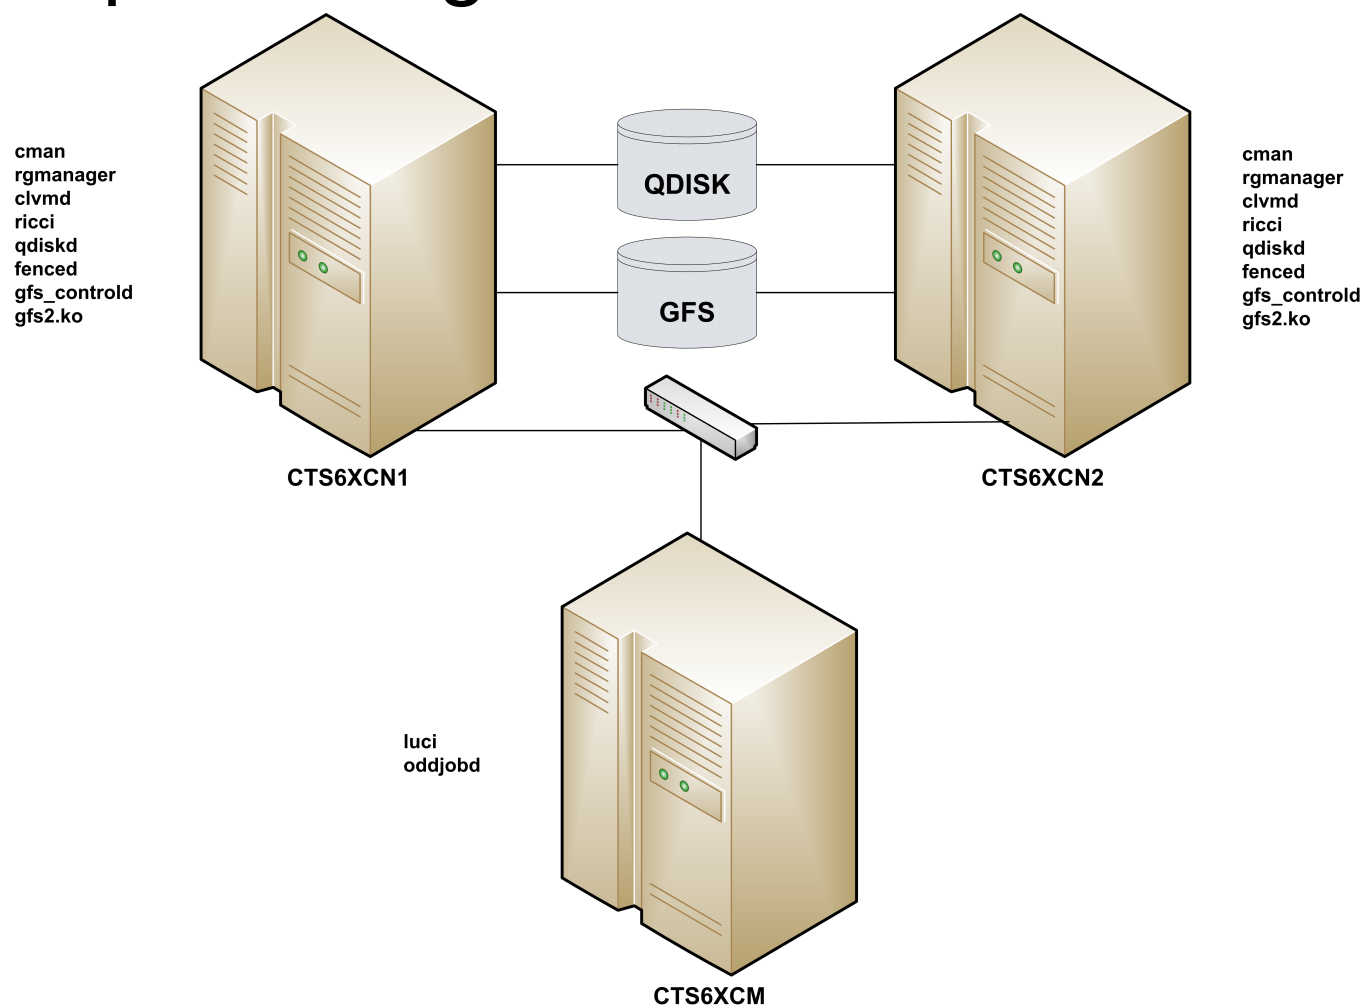 cman
rgmanager
clvmd
ricci
qdiskd
fenced
gfs_controld
gfs2.ko
QDISK
GFS
cman
rgmanager
clvmd
ricci
qdiskd
fenced
gfs_controld
gfs2.ko
CTS6XCN1
CTS6XCN2
luci
oddjobd
CTS6XCM